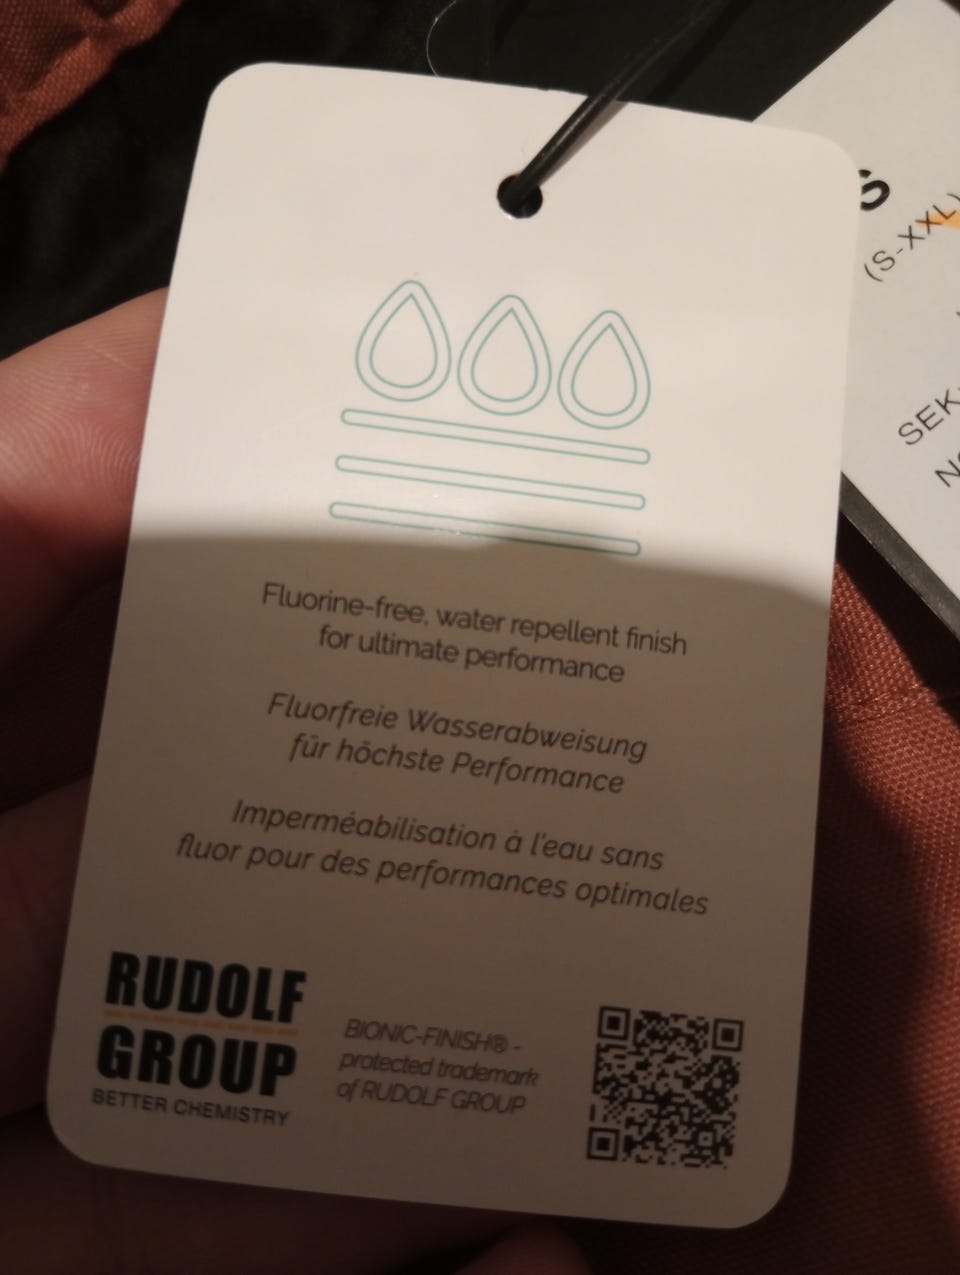 Fluorine-free, water repellent finish
for ultimate performance
Fluorfreie Wasserabweisung
für höchste Performance
Imperméabilisation à l'eau sans
fluor pour des performances optimales
RUDOLF
GROUP
BETTER CHEMISTRY
BIONIC-FINISH® -
protected trademark
of RUDOLF GROUP
S
(S-XXL)
SEK